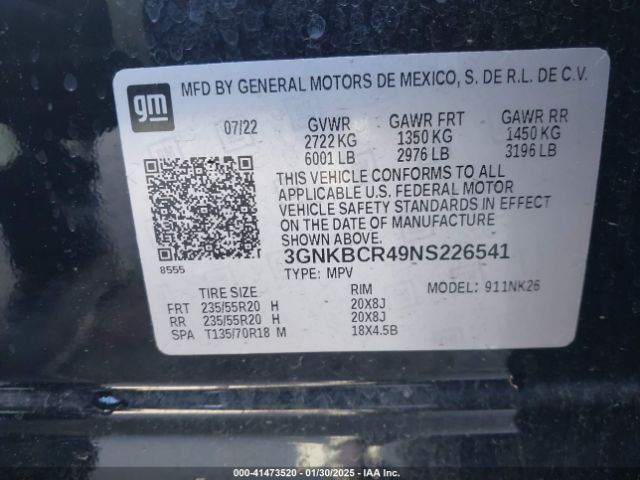 gm
MFD BY GENERAL MOTORS DE MEXICO, S. DE R.L. DE C.V.
07/22 GVWR GAWR FRT GAWR RR
2722 KG 1350 KG 1450 KG
6001 LB 2976 LB 3196 LB
THIS VEHICLE CONFORMS TO ALL
APPLICABLE U.S. FEDERAL MOTOR
VEHICLE SAFETY STANDARDS IN EFFECT
ON THE DATE OF MANUFACTURE
SHOWN ABOVE.
3GNKBCR49NS226541
8555
TYPE: MPV
MODEL: 911NK26
TIRE SIZE RIM
FRT 235/55R20 H 20X8J
RR 235/55R20 H 20X8J
SPA T135/70R18 M 18X4.5B
000-41473520 - 01/30/2025 - IAA Inc.